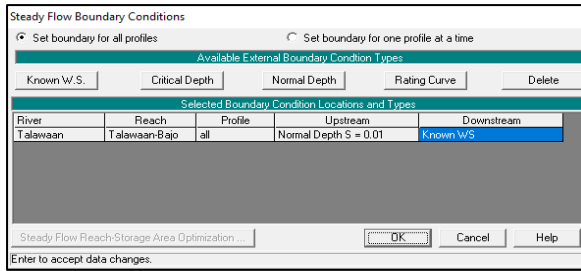 Steady Flow Boundary Conditions
Set boundary for all profiles Set boundary for one profile at a time
Available External Boundary Condtion Types
Known W.S. Critical Depth Normal Depth Rating Curve Delete
Selected Boundary Condition Locations and Types
River Reach Profile Upstream Downstream
Talawaan Talawaan-Bajo all Normal Depth S = 0.01 Known WS
Steady Flow Reach-Storage Area Optimization ... OK Cancel Help
Enter to accept data changes.